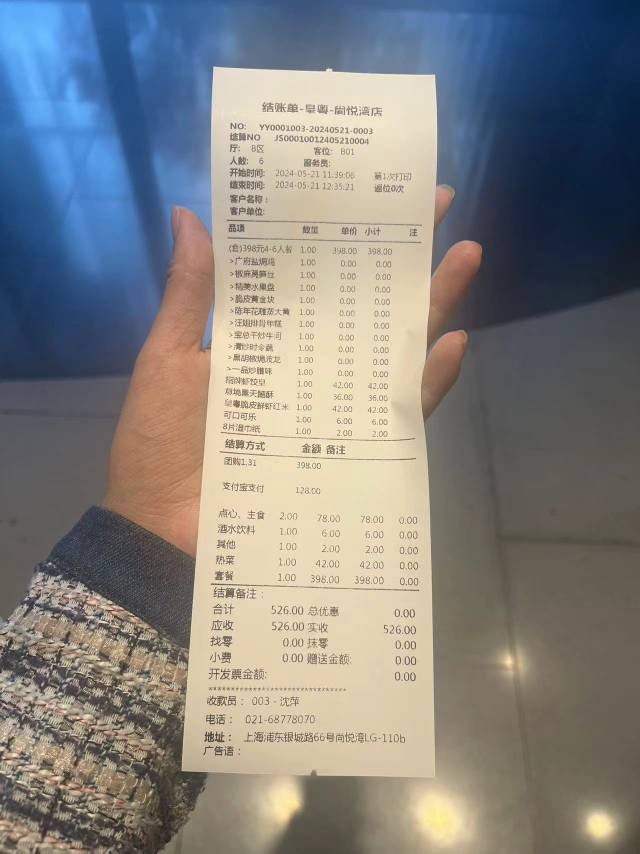 结账单-皇粤-尚悦湾店
NO: YY0001003-20240521-0003
结算NO JS00010012405210004
厅: B区 客位: B01
人数: 6 服务员:
开始时间: 2024-05-21 11:39:06 第1次打印
结束时间: 2024-05-21 12:35:21 返位0次
客户名称:
客户单位:
品项 数量 单价 小计 注
(套)398元4-6人餐 1.00 398.00 398.00
>广府盐焗鸡 1.00 0.00 0.00
>椒麻莴笋丝 1.00 0.00 0.00
>精美水果盘 1.00 0.00 0.00
>脆皮黄金块 1.00 0.00 0.00
>陈年花雕蒸大黄 1.00 0.00 0.00
>汪姐排骨年糕 1.00 0.00 0.00
>宝总干炒牛河 1.00 0.00 0.00
>清炒时令蔬 1.00 0.00 0.00
>黑胡椒焗皮龙 1.00 0.00 0.00
>一品炒腊味 1.00 0.00 0.00
招牌虾饺皇 1.00 42.00 42.00
黑天鹅酥 1.00 36.00 36.00
皇粤脆皮鲜虾红米 1.00 42.00 42.00
可口可乐 1.00 6.00 6.00
8片湿巾纸 1.00 2.00 2.00
结算方式 金额 备注
团购1.31 398.00
支付宝支付 128.00
点心、主食 2.00 78.00 78.00 0.00
酒水饮料 1.00 6.00 6.00 0.00
其他 1.00 2.00 2.00 0.00
热菜 1.00 42.00 42.00 0.00
套餐 1.00 398.00 398.00 0.00
结算备注:
合计 526.00 总优惠 0.00
应收 526.00 实收 526.00
找零 0.00 抹零 0.00
小费 0.00 赠送金额: 0.00
开发票金额: 0.00
********************************
收款员: 003 - 沈萍
电话: 021-68778070
地址: 上海浦东银城路66号尚悦湾LG-110b
广告语: